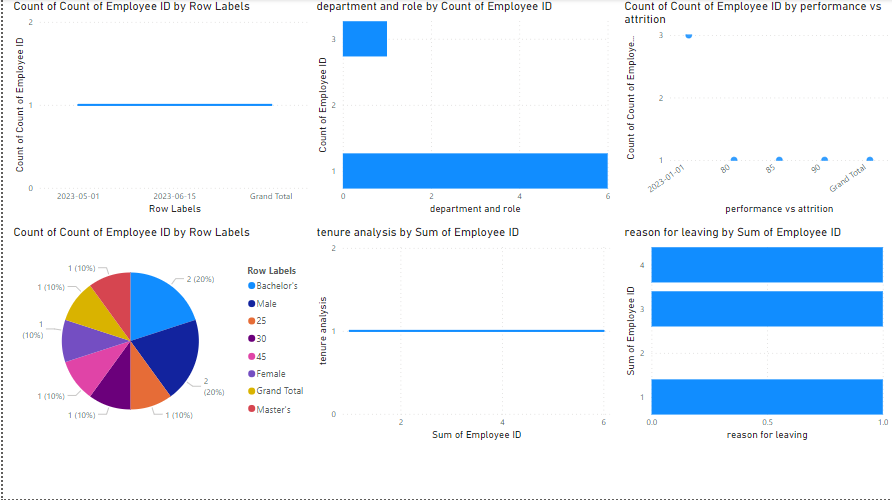 Count of Count of Employee ID by Row Labels
Count of Count of Employee ID
2
1
0
2023-05-01
2023-06-15
Grand Total
Row Labels
department and role by Count of Employee ID
Count of Employee ID
3
2
1
0
2
4
6
department and role
Count of Count of Employee ID by performance vs
attrition
Count of Count of Employe...
3
2
1
2023-01-01
80
85
90
Grand Total
performance vs attrition
Count of Count of Employee ID by Row Labels
1 (10%)
2 (20%)
1 (10%)
1
(10%)
1 (10%)
1 (10%)
1 (10%)
2
(20%)
Row Labels
Bachelor's
Male
25
30
45
Female
Grand Total
Master's
tenure analysis by Sum of Employee ID
tenure analysis
2
1
0
2
4
6
Sum of Employee ID
reason for leaving by Sum of Employee ID
Sum of Employee ID
4
3
2
1
0.0
0.5
1.0
reason for leaving